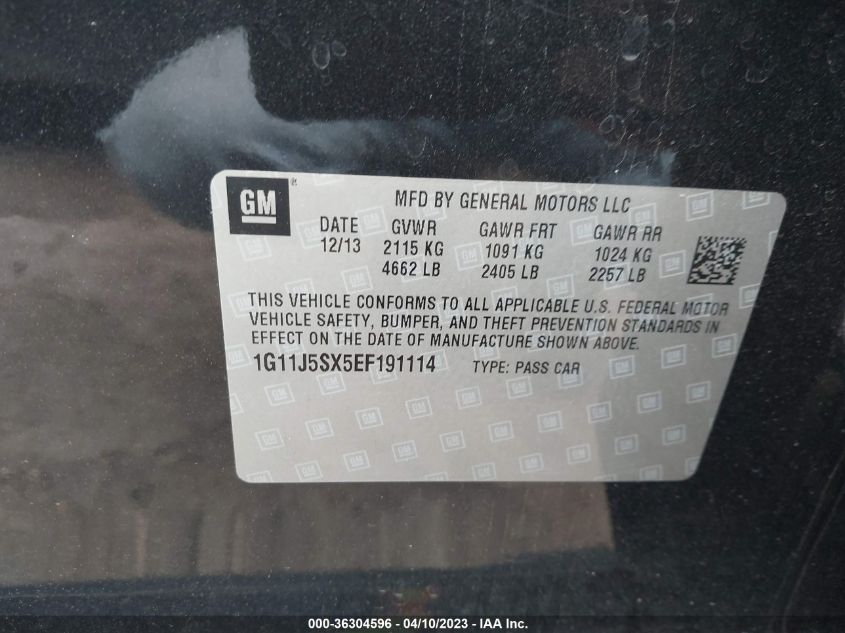 GM ®
MFD BY GENERAL MOTORS LLC
DATE GVWR GAWR FRT GAWR RR
12/13 2115 KG 1091 KG 1024 KG
4662 LB 2405 LB 2257 LB
THIS VEHICLE CONFORMS TO ALL APPLICABLE U.S. FEDERAL MOTOR
VEHICLE SAFETY, BUMPER, AND THEFT PREVENTION STANDARDS IN
EFFECT ON THE DATE OF MANUFACTURE SHOWN ABOVE.
1G11J5SX5EF191114 TYPE: PASS CAR
000-36304596 - 04/10/2023 - © IAA Inc.